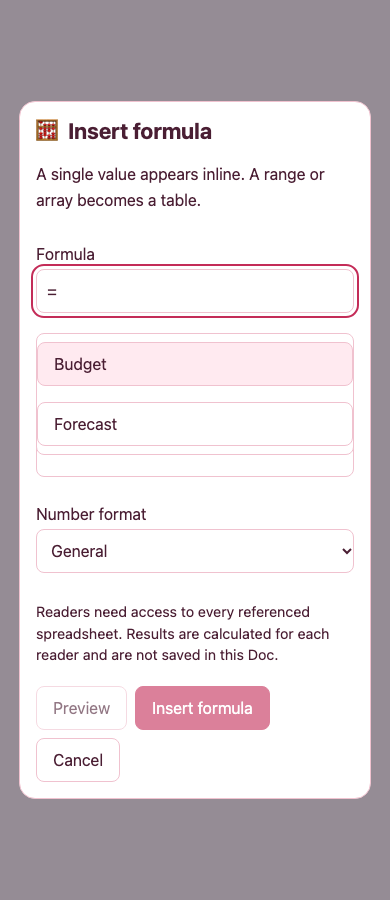 Insert formula
A single value appears inline. A range or
array becomes a table.
Formula
=
Budget
Forecast
Number format
General
Readers need access to every referenced
spreadsheet. Results are calculated for each
reader and are not saved in this Doc.
Preview
Insert formula
Cancel